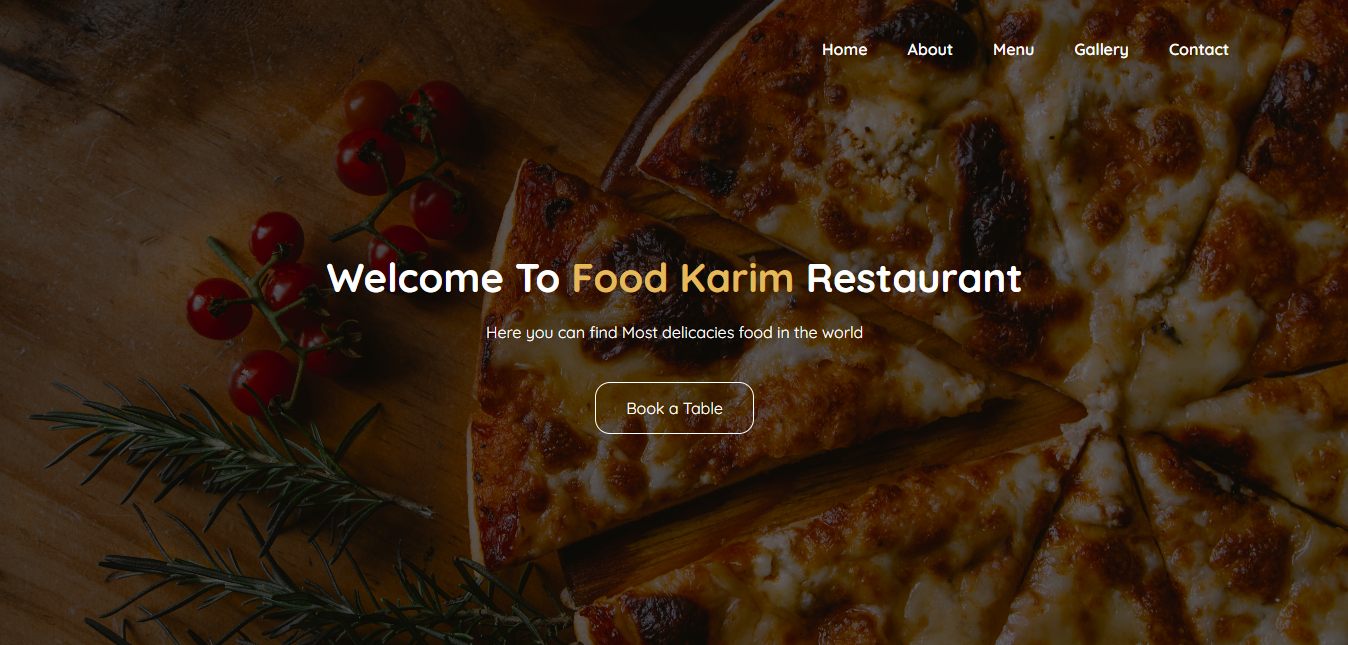 Home About Menu Gallery Contact
Welcome To Food Karim Restaurant
Here you can find Most delicacies food in the world
Book a Table